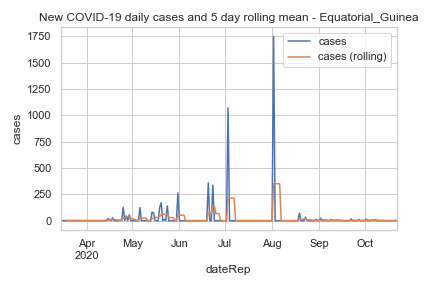 New COVID-19 daily cases and 5 day rolling mean - Equatorial_Guinea
cases
cases (rolling)
cases
1750
1500
1250
1000
750
500
250
0
Apr May Jun Jul Aug Sep Oct
2020
dateRep